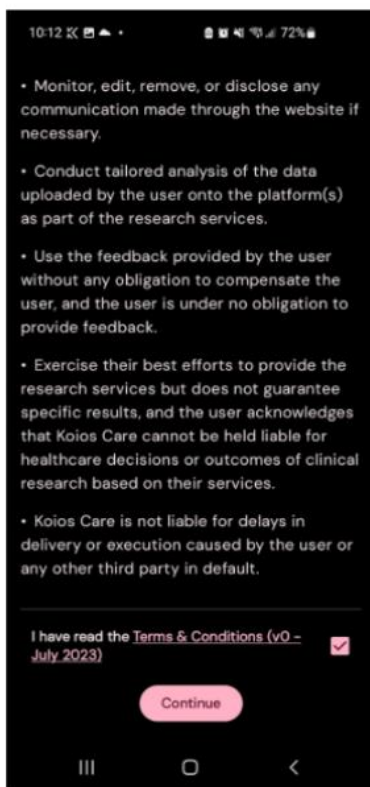 10:12
72%
• Monitor, edit, remove, or disclose any
communication made through the website if
necessary.
• Conduct tailored analysis of the data
uploaded by the user onto the platform(s)
as part of the research services.
• Use the feedback provided by the user
without any obligation to compensate the
user, and the user is under no obligation to
provide feedback.
• Exercise their best efforts to provide the
research services but does not guarantee
specific results, and the user acknowledges
that Koios Care cannot be held liable for
healthcare decisions or outcomes of clinical
research based on their services.
• Koios Care is not liable for delays in
delivery or execution caused by the user or
any other third party in default.
I have read the Terms & Conditions (v0 –
July 2023)
Continue